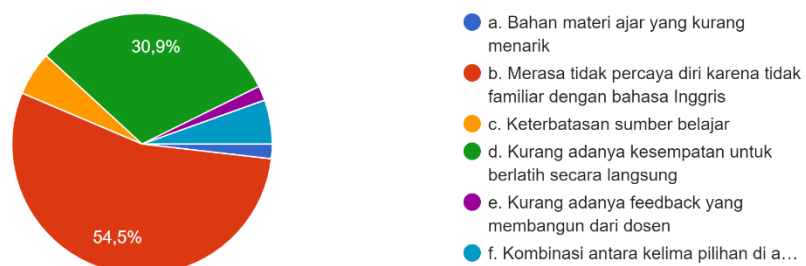 30,9%
54,5%
a. Bahan materi ajar yang kurang
menarik
b. Merasa tidak percaya diri karena tidak
familiar dengan bahasa Inggris
c. Keterbatasan sumber belajar
d. Kurang adanya kesempatan untuk
berlatih secara langsung
e. Kurang adanya feedback yang
membangun dari dosen
f. Kombinasi antara kelima pilihan di a…